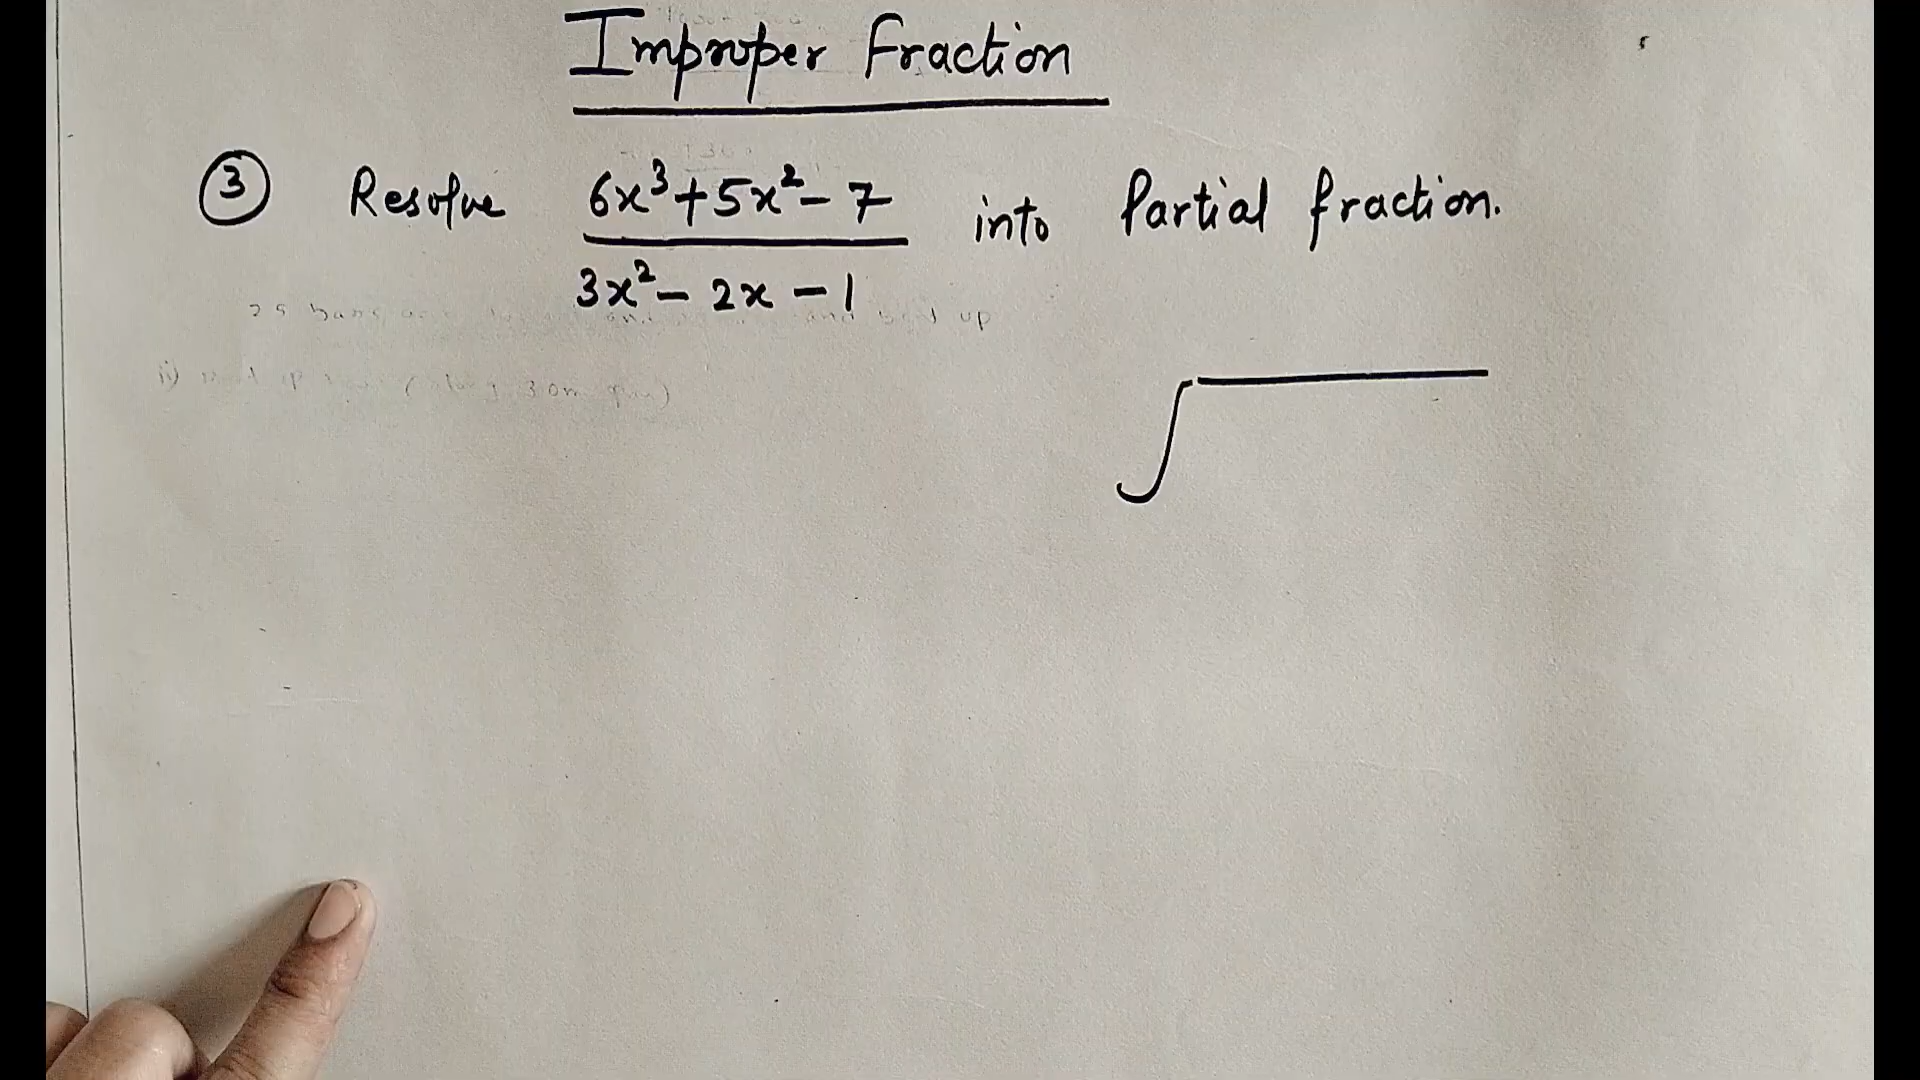 Improper Fraction
③ Resolve 6x³+5x²-7 into Partial fraction.
3x²- 2x - 1